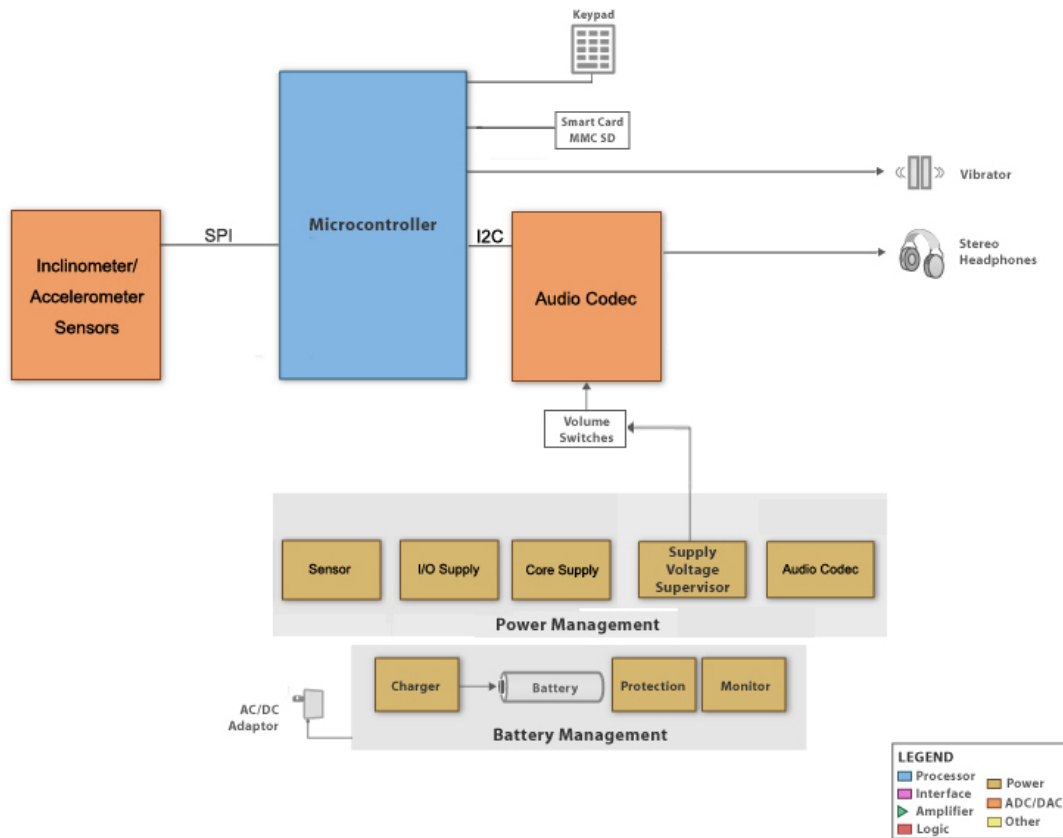 Keypad
Smart Card
MMC SD
Vibrator
Microcontroller
SPI
I2C
Stereo
Headphones
Inclinometer/
Accelerometer
Sensors
Audio Codec
Volume
Switches
Sensor
I/O Supply
Core Supply
Supply
Voltage
Supervisor
Audio Codec
Power Management
Charger
Battery
Protection
Monitor
AC/DC
Adaptor
Battery Management
LEGEND
Processor
Interface
Amplifier
Logic
Power
ADC/DAC
Other